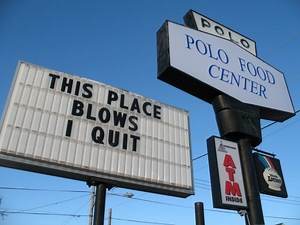 THIS PLACE
BLOWS
I QUIT
POLO
POLO FOOD
CENTER
ATM
INSIDE